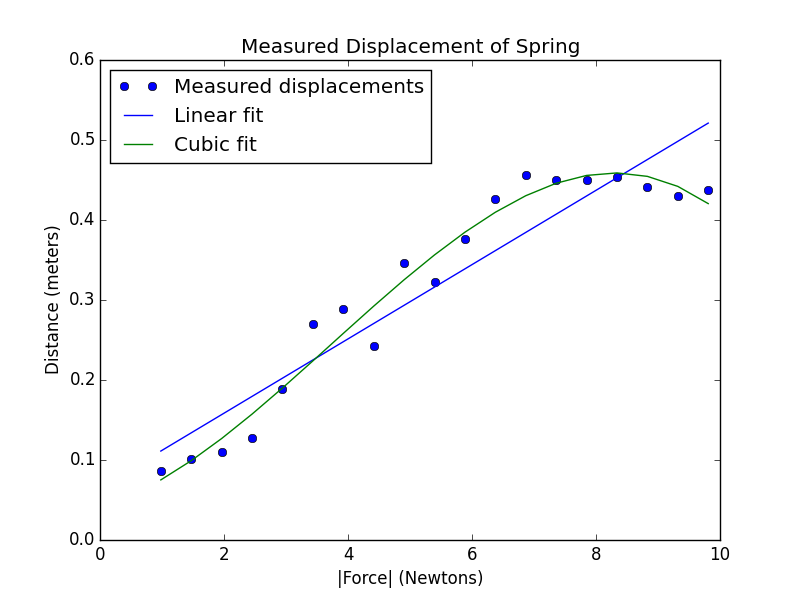 Measured Displacement of Spring
0.6
Measured displacements
Linear fit
Cubic fit
0.5
0.4
0.3
0.2
0.1
0.0
Distance (meters)
0 2 4 6 8 10
|Force| (Newtons)